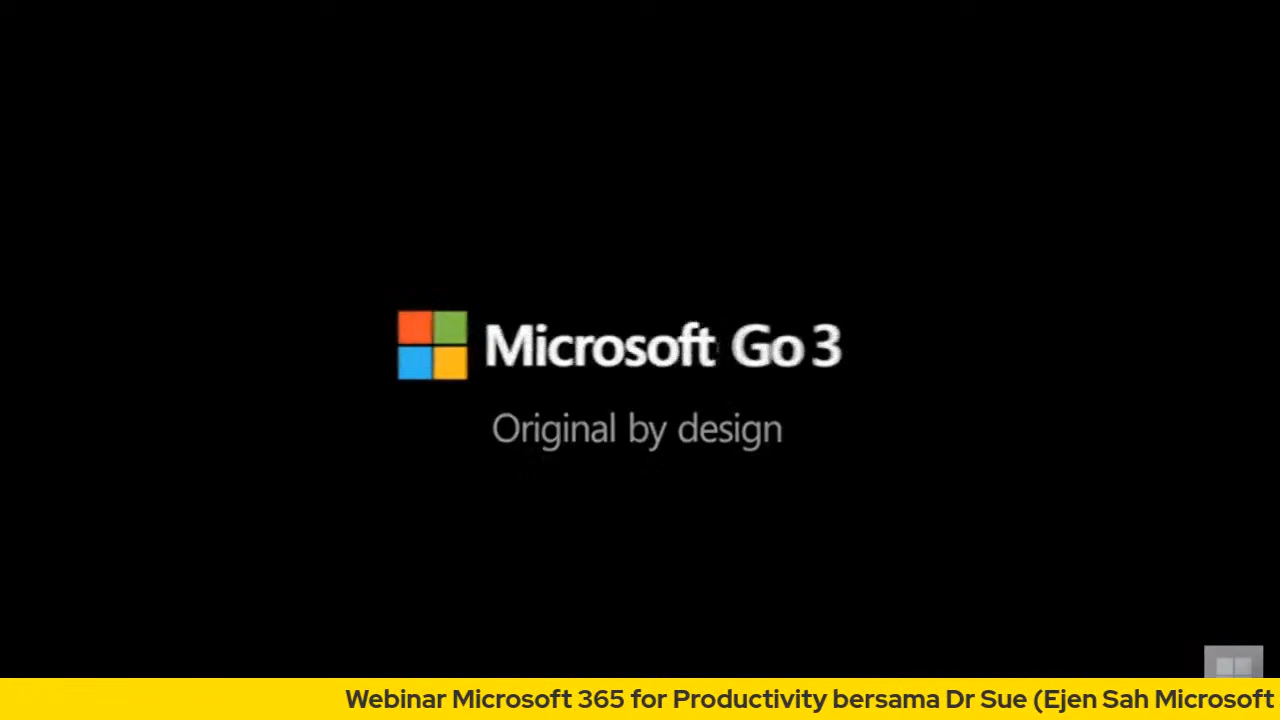 Microsoft Go 3
Original by design
Webinar Microsoft 365 for Productivity bersama Dr Sue (Ejen Sah Microsoft